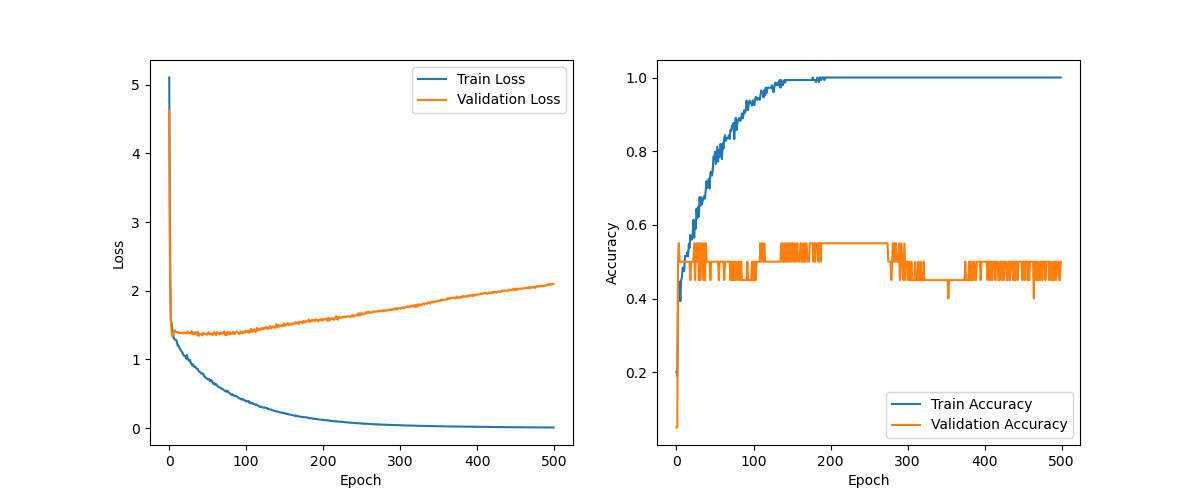 Train Loss
Validation Loss
Loss
5
4
3
2
1
0
0 100 200 300 400 500
Epoch
Accuracy
1.0
0.8
0.6
0.4
0.2
Train Accuracy
Validation Accuracy
0 100 200 300 400 500
Epoch